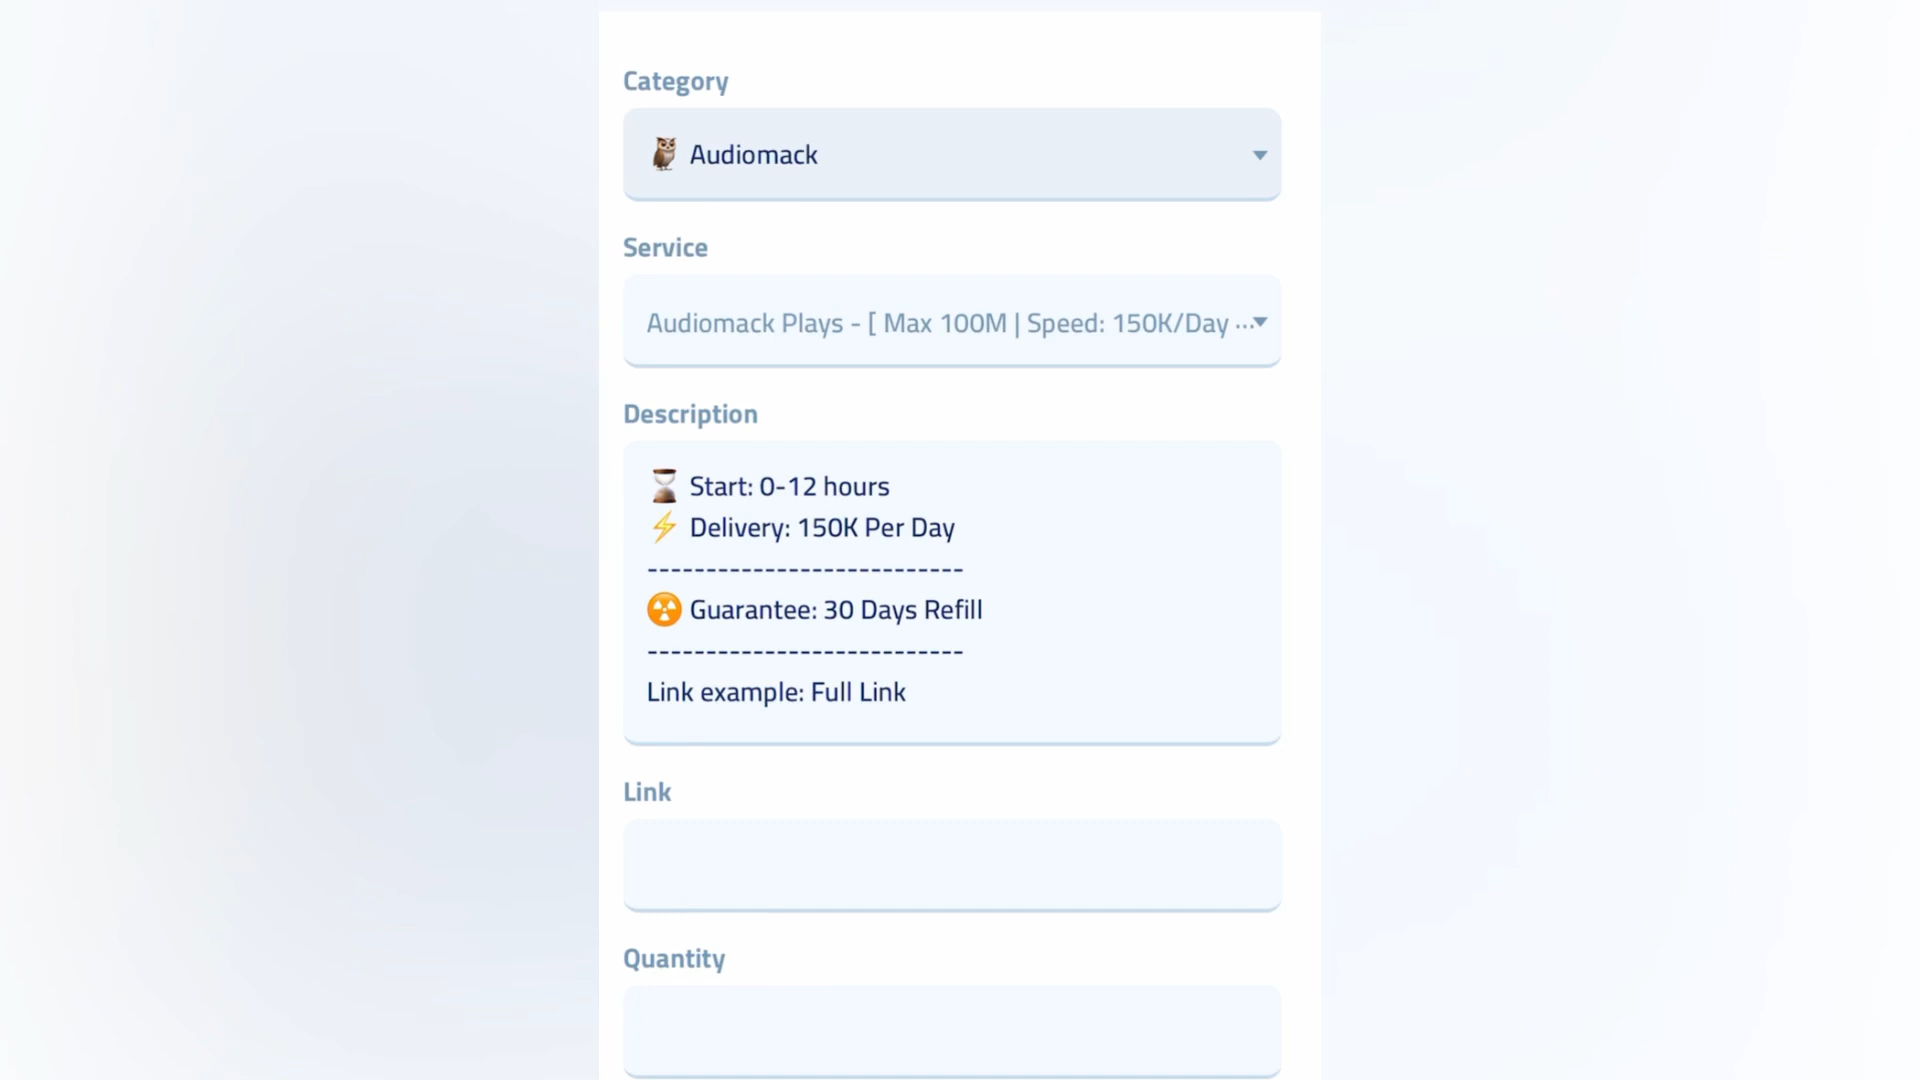 Category
🦉 Audiomack
Service
Audiomack Plays - [ Max 100M | Speed: 150K/Day ...
Description
⏳ Start: 0-12 hours
⚡ Delivery: 150K Per Day
---------------------------
☢️ Guarantee: 30 Days Refill
---------------------------
Link example: Full Link
Link
Quantity